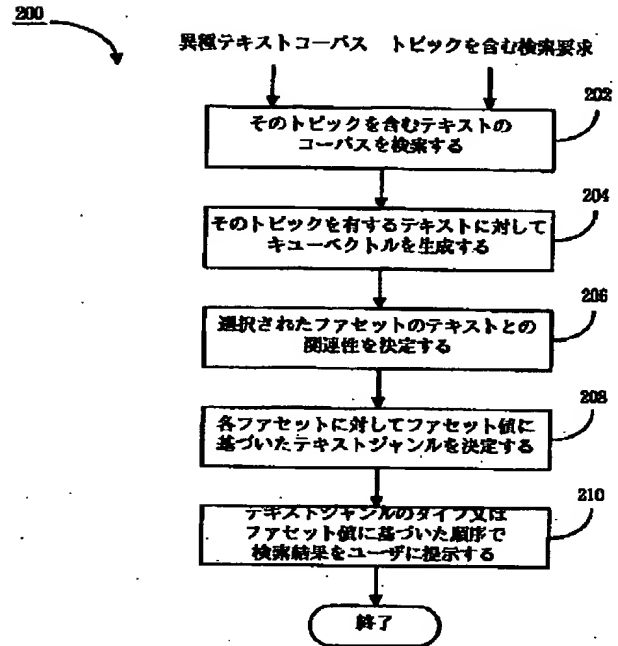 200
異種テキストコーパス トピックを含む検索要求
202
そのトピックを含むテキストの
コーパスを検索する
204
そのトピックを有するテキストに対して
キューベクトルを生成する
206
選択されたファセットのテキストとの
関連性を決定する
208
各ファセットに対してファセット値に
基づいたテキストジャンルを決定する
210
テキストジャンルのタイプ又は
ファセット値に基づいた順序で
検索結果をユーザに提示する
終了